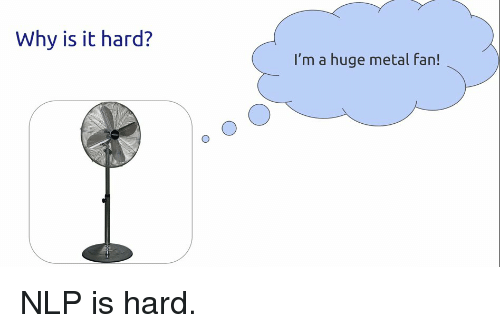 Why is it hard?
I'm a huge metal fan!
NLP is hard.